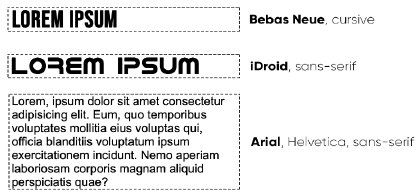 LOREM IPSUM
Bebas Neue, cursive
LOREM IPSUM
iDroid, sans-serif
Lorem, ipsum dolor sit amet consectetur
adipisicing elit. Eum, quo temporibus
voluptates mollitia eius voluptas qui,
officia blanditiis voluptatum ipsum
exercitationem incidunt. Nemo aperiam
laboriosam corporis magnam aliquid
perspiciatis quae?
Arial, Helvetica, sans-serif